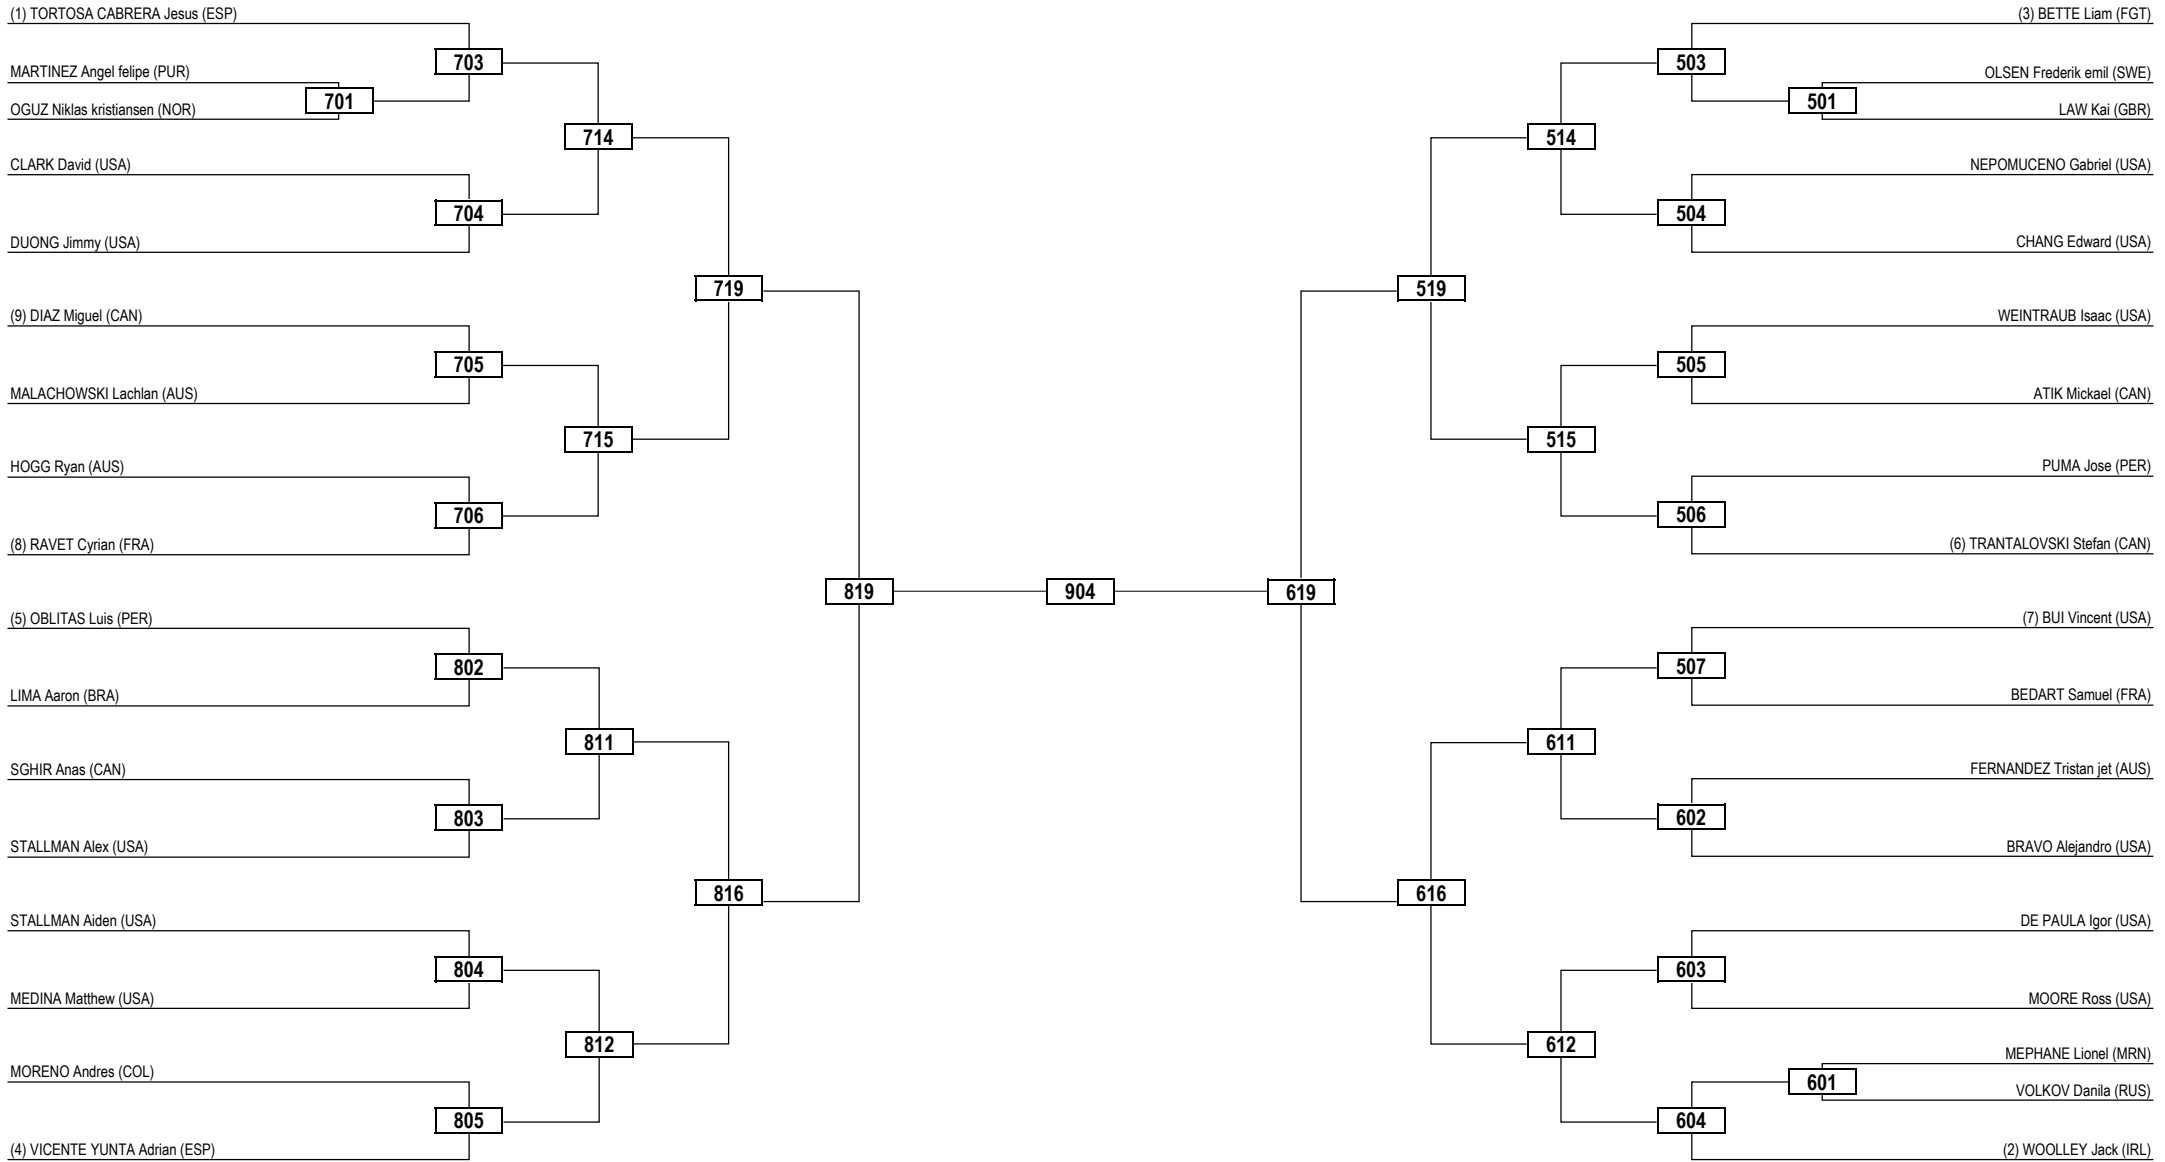 (1) TORTOSA CABRERA Jesus (ESP)
703
MARTINEZ Angel felipe (PUR)
701
OGUZ Niklas kristiansen (NOR)
714
CLARK David (USA)
704
DUONG Jimmy (USA)
719
(9) DIAZ Miguel (CAN)
705
MALACHOWSKI Lachlan (AUS)
715
HOGG Ryan (AUS)
706
(8) RAVET Cyrian (FRA)
819
904
619
(5) OBLITAS Luis (PER)
802
LIMA Aaron (BRA)
811
SGHIR Anas (CAN)
803
STALLMAN Alex (USA)
816
STALLMAN Aiden (USA)
804
MEDINA Matthew (USA)
812
MORENO Andres (COL)
805
(4) VICENTE YUNTA Adrian (ESP)
(3) BETTE Liam (FGT)
503
OLSEN Frederik emil (SWE)
501
LAW Kai (GBR)
514
NEPOMUCENO Gabriel (USA)
504
CHANG Edward (USA)
519
WEINTRAUB Isaac (USA)
505
ATIK Mickael (CAN)
515
PUMA Jose (PER)
506
(6) TRANTALOVSKI Stefan (CAN)
(7) BUI Vincent (USA)
507
BEDART Samuel (FRA)
611
FERNANDEZ Tristan jet (AUS)
602
BRAVO Alejandro (USA)
616
DE PAULA Igor (USA)
603
MOORE Ross (USA)
612
MEPHANE Lionel (MRN)
601
VOLKOV Danila (RUS)
604
(2) WOOLLEY Jack (IRL)